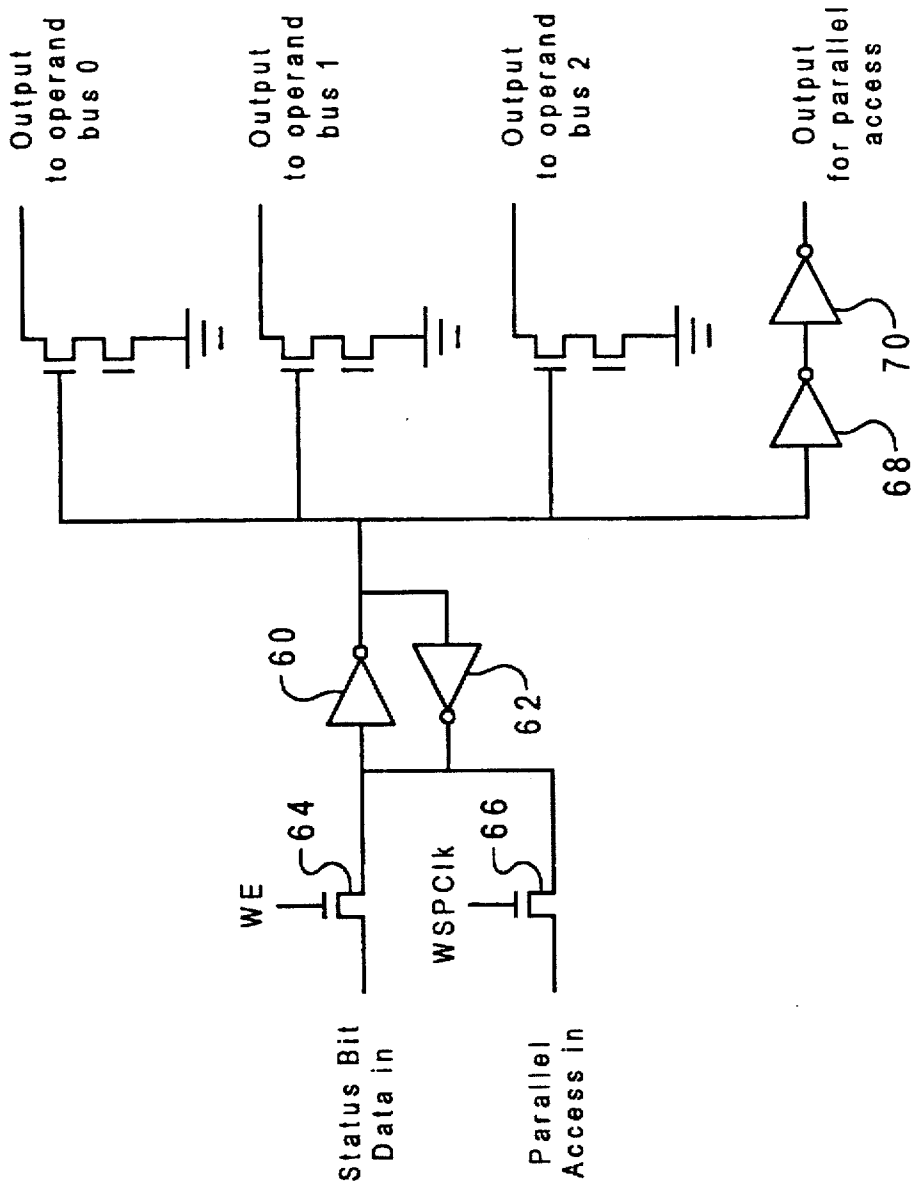 Output
to operand
bus 0
Output
to operand
bus 1
Output
to operand
bus 2
Output
for parallel
access
60
62
WE
64
WSPClk
66
68
70
Status Bit
Data in
Parallel
Access in